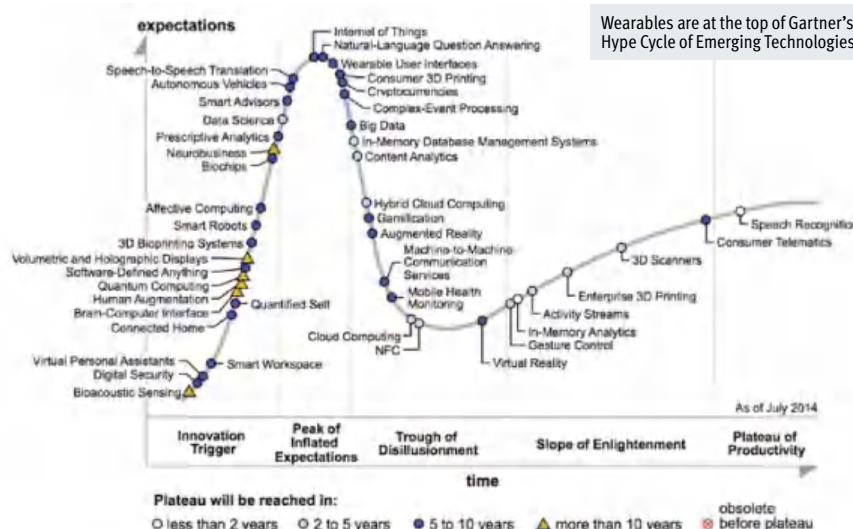 expectations
Wearables are at the top of Gartner's
Hype Cycle of Emerging Technologies
Internet of Things
Natural-Language Question Answering
Wearable User Interfaces
Speech-to-Speech Translation
Consumer 3D Printing
Autonomous Vehicles
Cryptocurrencies
Smart Advisors
Complex-Event Processing
Data Science
Big Data
Prescriptive Analytics
In-Memory Database Management Systems
Neurobusiness
Content Analytics
Biochips
Hybrid Cloud Computing
Affective Computing
Gamification
Speech Recognition
Smart Robots
Augmented Reality
Consumer Telematics
3D Bioprinting Systems
Machine-to-Machine
Communication
Services
3D Scanners
Volumetric and Holographic Displays
Software-Defined Anything
Quantum Computing
Enterprise 3D Printing
Human Augmentation
Mobile Health
Monitoring
Quantified Self
Activity Streams
Brain-Computer Interface
Connected Home
In-Memory Analytics
Cloud Computing
Gesture Control
NFC
Virtual Reality
Virtual Personal Assistants
Smart Workspace
Digital Security
Bioacoustic Sensing
As of July 2014
Innovation
Trigger
Peak of
Inflated
Expectations
Trough of
Disillusionment
Slope of Enlightenment
Plateau of
Productivity
time
Plateau will be reached in:
less than 2 years
2 to 5 years
5 to 10 years
more than 10 years
obsolete
before plateau